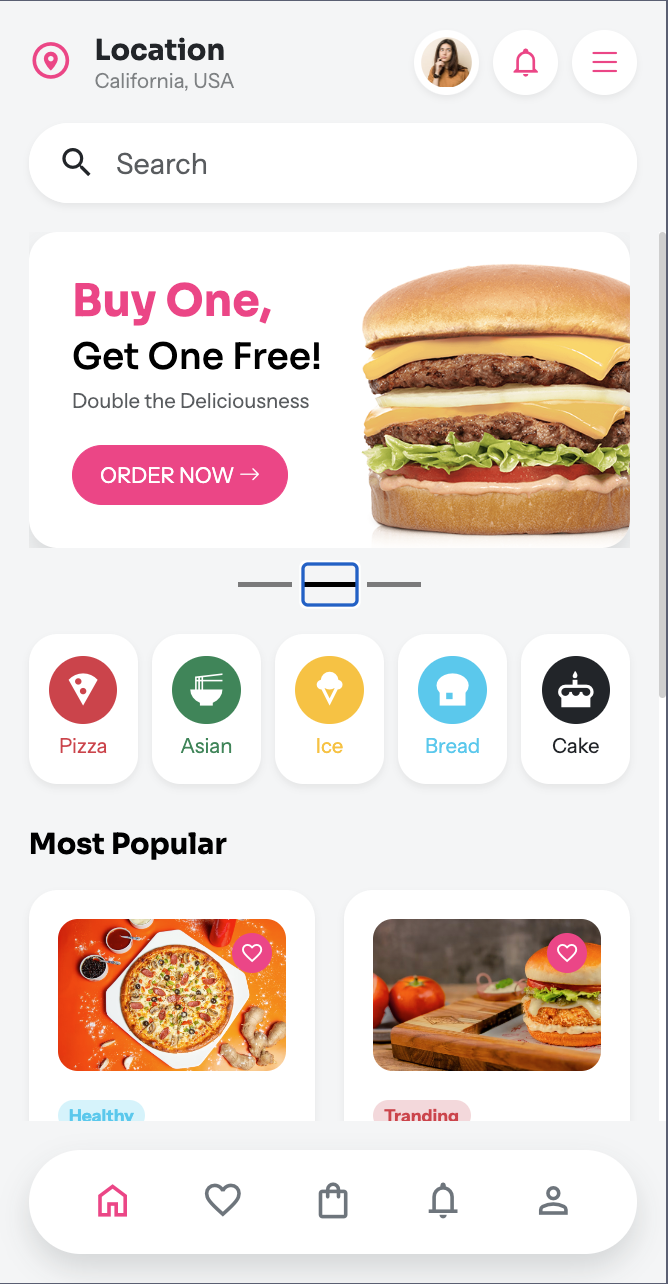 Location
California, USA
Search
Buy One,
Get One Free!
Double the Deliciousness
ORDER NOW →
Pizza
Asian
Ice
Bread
Cake
Most Popular
Healthy
Tranding